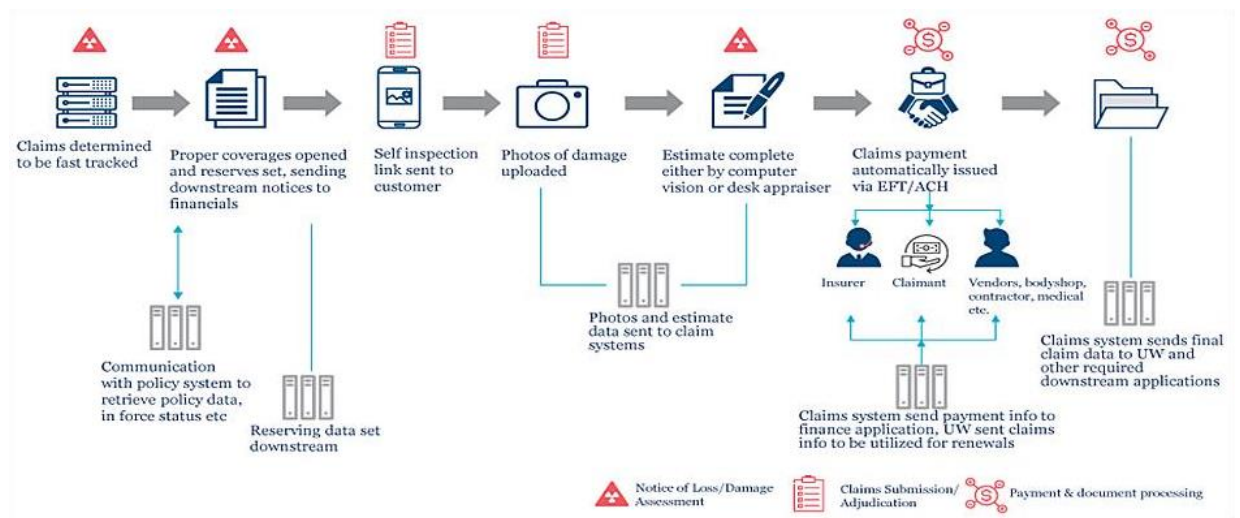 Claims determined
to be fast tracked
Proper coverages opened
and reserves set, sending
downstream notices to
financials
Self inspection
link sent to
customer
Photos of damage
uploaded
Estimate complete
either by computer
vision or desk appraiser
Claims payment
automatically issued
via EFT/ACH
Insurer
Claimant
Vendors, bodyshop,
contractor, medical
etc.
Communication
with policy system to
retrieve policy data,
in force status etc
Reserving data set
downstream
Photos and estimate
data sent to claim
systems
Claims system send payment info to
finance application, UW sent claims
info to be utilized for renewals
Claims system sends final
claim data to UW and
other required
downstream applications
Notice of Loss/Damage
Assessment
Claims Submission/
Adjudication
Payment & document processing